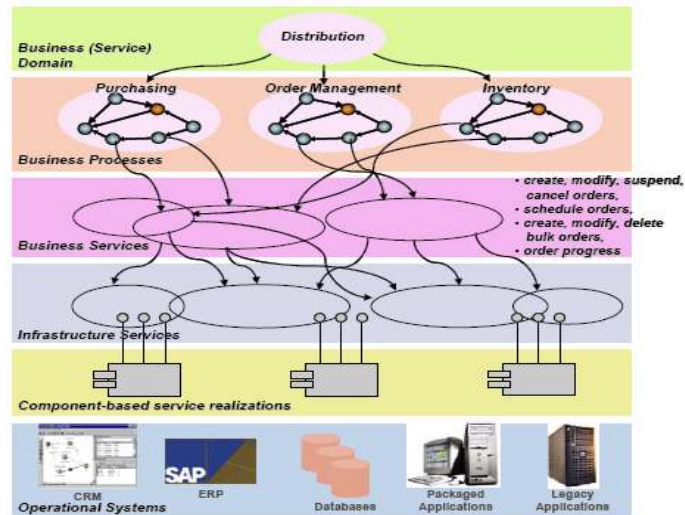 Distribution
Business (Service)
Domain
Purchasing
Order Management
Inventory
Business Processes
• create, modify, suspend,
cancel orders,
• schedule orders,
• create, modify, delete
bulk orders,
• order progress
Business Services
Infrastructure Services
Component-based service realizations
SAP
CRM
ERP
Databases
Packaged
Applications
Legacy
Applications
Operational Systems